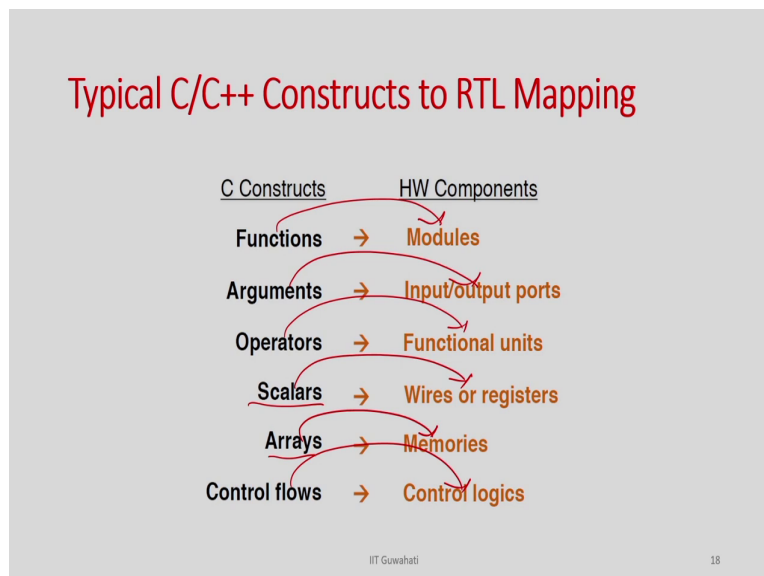 Typical C/C++ Constructs to RTL Mapping
C Constructs HW Components
Functions → Modules
Arguments → Input/output ports
Operators → Functional units
Scalars → Wires or registers
Arrays → Memories
Control flows → Control logics
IIT Guwahati 18